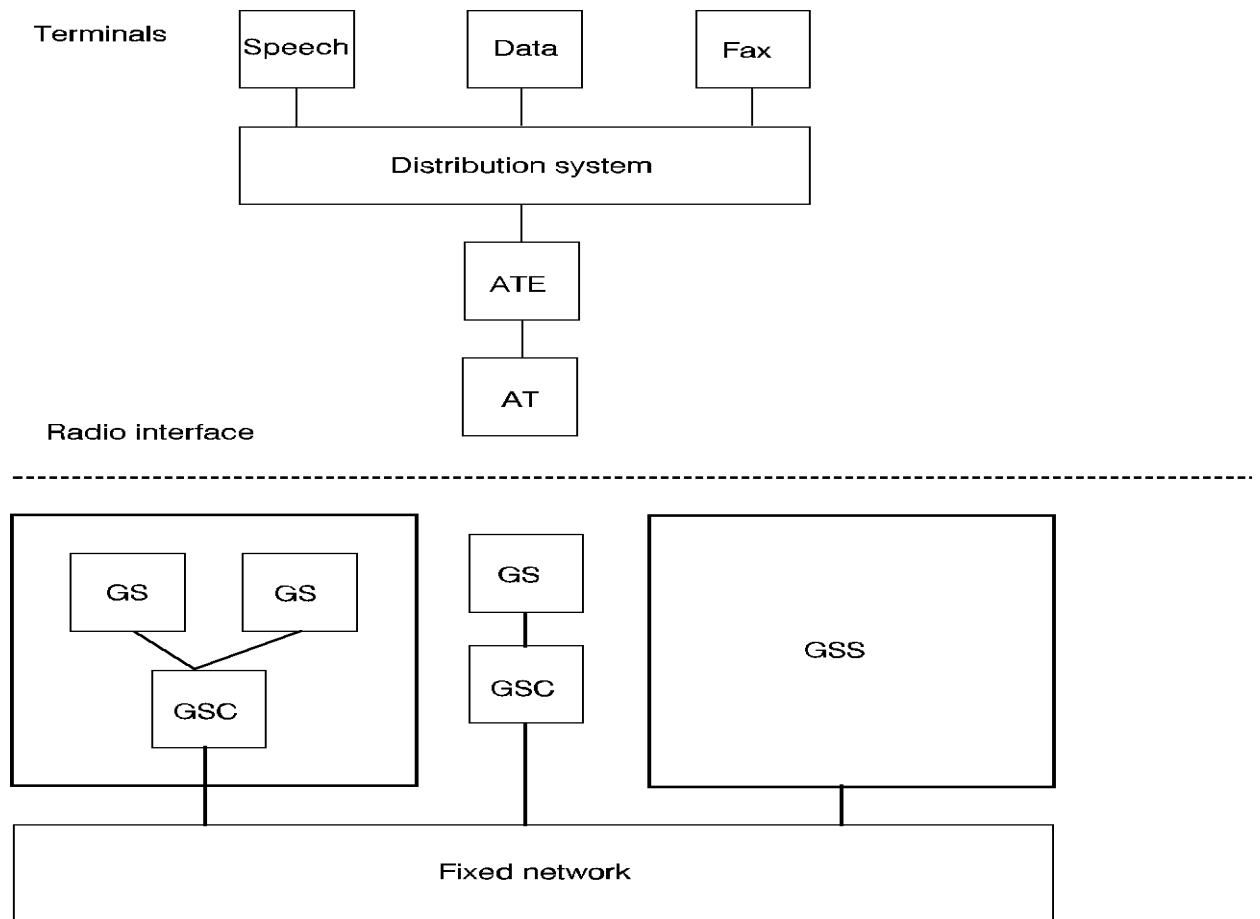 Terminals
Speech
Data
Fax
Distribution system
ATE
AT
Radio interface
GS
GS
GSC
GS
GSC
GSS
Fixed network